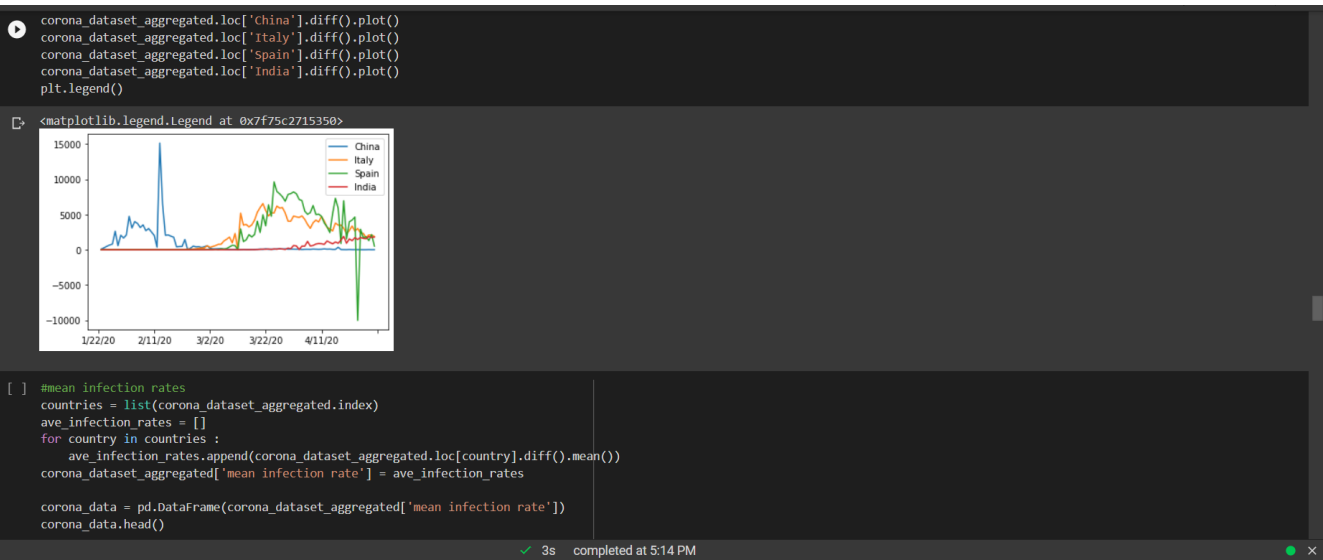 corona_dataset_aggregated.loc['China'].diff().plot()
corona_dataset_aggregated.loc['Italy'].diff().plot()
corona_dataset_aggregated.loc['Spain'].diff().plot()
corona_dataset_aggregated.loc['India'].diff().plot()
plt.legend()
<matplotlib.legend.Legend at 0x7f75c2715350>
15000
10000
5000
0
−5000
−10000
China
Italy
Spain
India
1/22/20 2/11/20 3/2/20 3/22/20 4/11/20
[ ] #mean infection rates
countries = list(corona_dataset_aggregated.index)
ave_infection_rates = []
for country in countries :
    ave_infection_rates.append(corona_dataset_aggregated.loc[country].diff().mean())
corona_dataset_aggregated['mean infection rate'] = ave_infection_rates
corona_data = pd.DataFrame(corona_dataset_aggregated['mean infection rate'])
corona_data.head()
✓ 3s completed at 5:14 PM